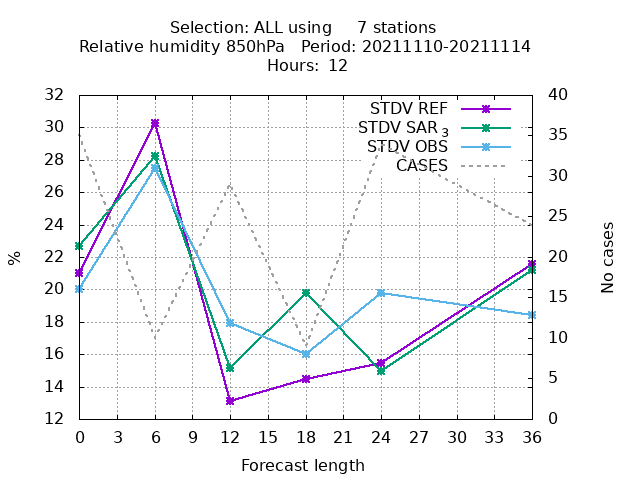 Selection: ALL using 7 stations
Relative humidity 850hPa Period: 20211110-20211114
Hours: 12
STDV REF
STDV SAR 3
STDV OBS
CASES
32
30
28
26
24
22
20
18
16
14
12
%
40
35
30
25
20
15
10
5
0
No cases
0 3 6 9 12 15 18 21 24 27 30 33 36
Forecast length